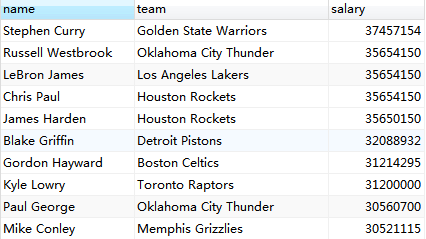 name team salary
Stephen Curry Golden State Warriors 37457154
Russell Westbrook Oklahoma City Thunder 35654150
LeBron James Los Angeles Lakers 35654150
Chris Paul Houston Rockets 35654150
James Harden Houston Rockets 35650150
Blake Griffin Detroit Pistons 32088932
Gordon Hayward Boston Celtics 31214295
Kyle Lowry Toronto Raptors 31200000
Paul George Oklahoma City Thunder 30560700
Mike Conley Memphis Grizzlies 30521115